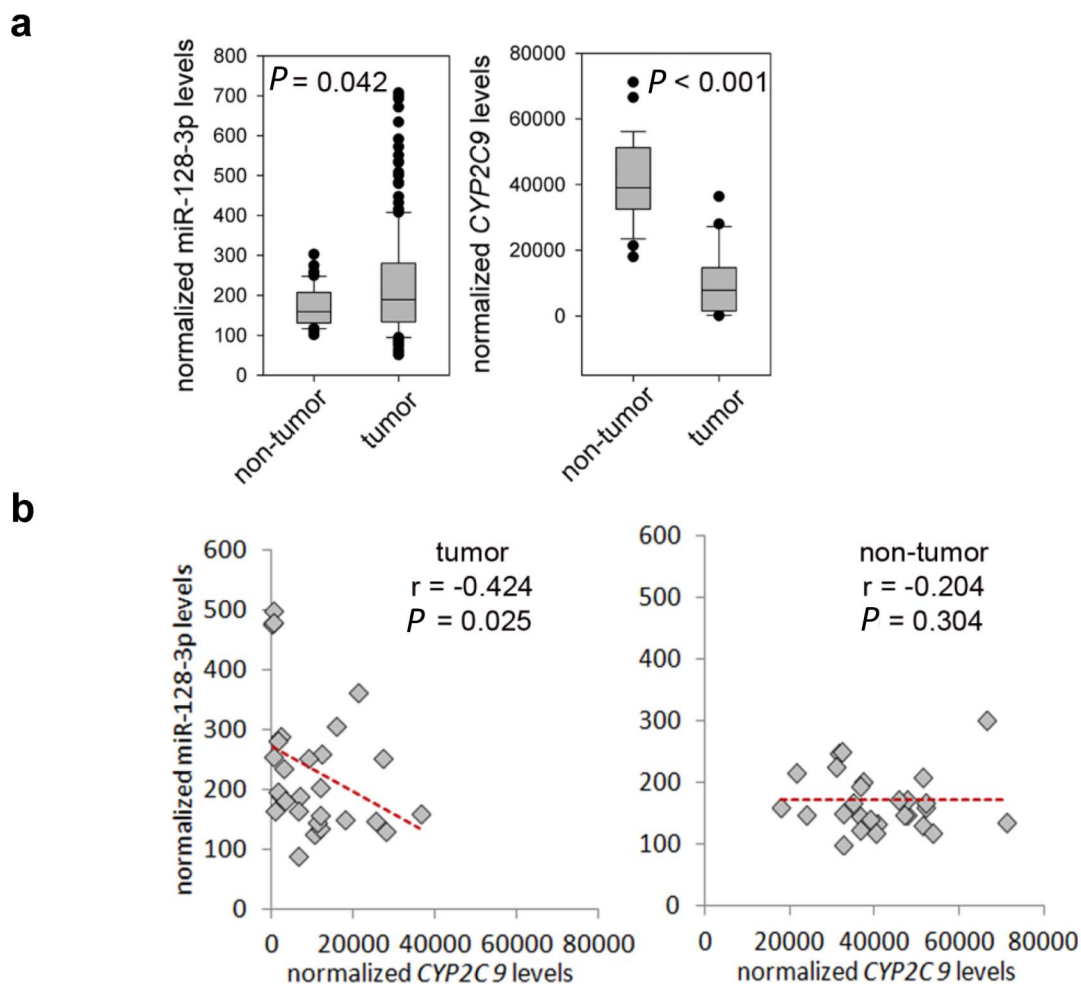 a
normalized miR-128-3p levels
P = 0.042
800
700
600
500
400
300
200
100
0
non-tumor
tumor
normalized CYP2C9 levels
P < 0.001
80000
60000
40000
20000
0
non-tumor
tumor
b
normalized miR-128-3p levels
600
500
400
300
200
100
0
tumor
r = -0.424
P = 0.025
0 20000 40000 60000 80000
normalized CYP2C9 levels
600
500
400
300
200
100
0
non-tumor
r = -0.204
P = 0.304
0 20000 40000 60000 80000
normalized CYP2C9 levels